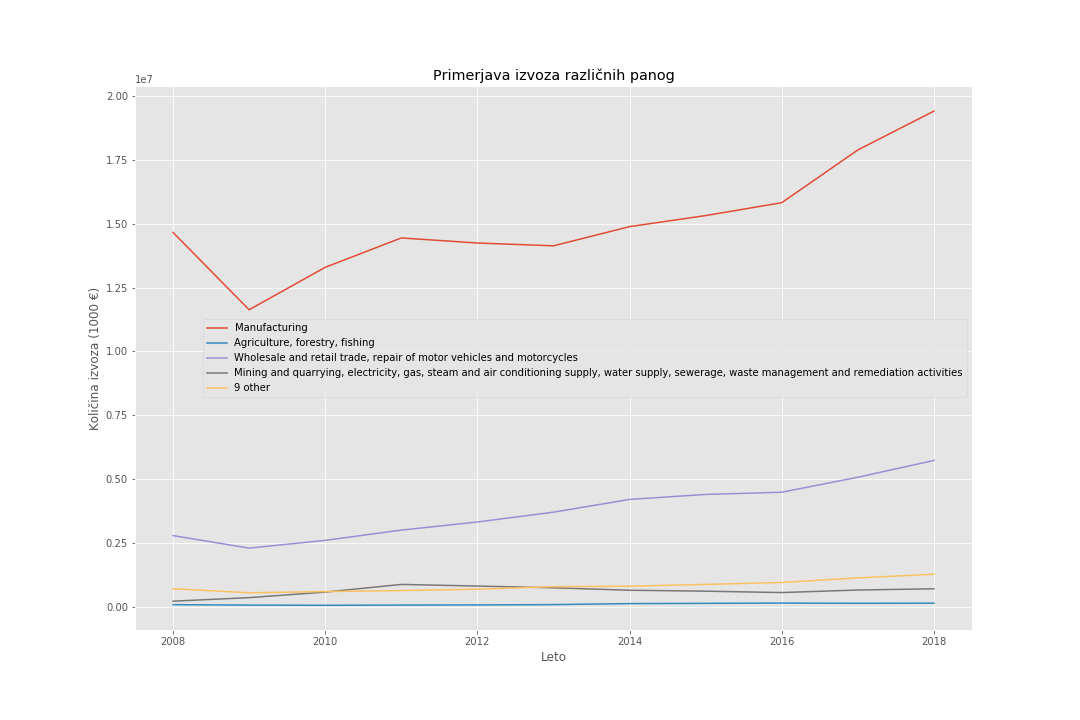 Primerjava izvoza različnih panog
1e7
2.00
1.75
1.50
1.25
1.00
0.75
0.50
0.25
0.00
Količina izvoza (1000 €)
Manufacturing
Agriculture, forestry, fishing
Wholesale and retail trade, repair of motor vehicles and motorcycles
Mining and quarrying, electricity, gas, steam and air conditioning supply, water supply, sewerage, waste management and remediation activities
9 other
2008 2010 2012 2014 2016 2018
Leto